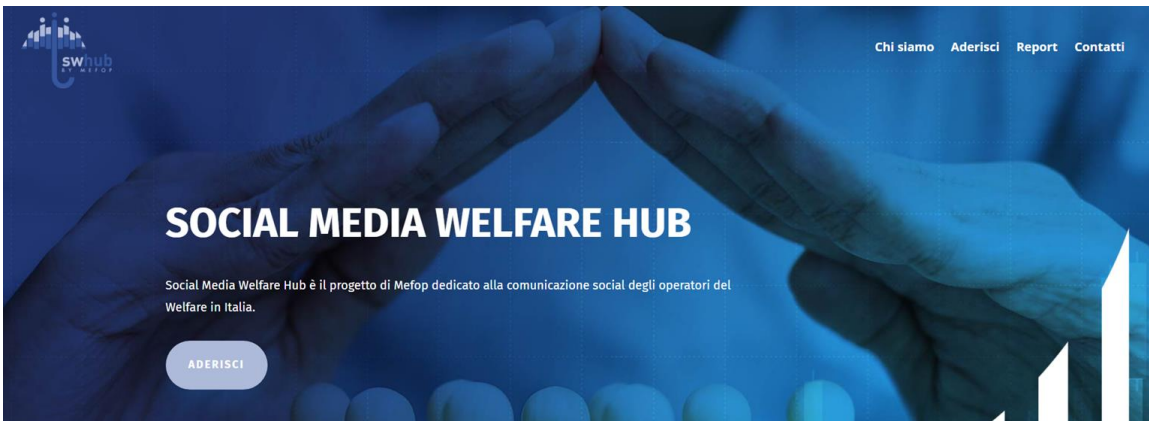 swhub
BY MEFOP
Chi siamo Aderisci Report Contatti
SOCIAL MEDIA WELFARE HUB
Social Media Welfare Hub è il progetto di Mefop dedicato alla comunicazione social degli operatori del
Welfare in Italia.
ADERISCI